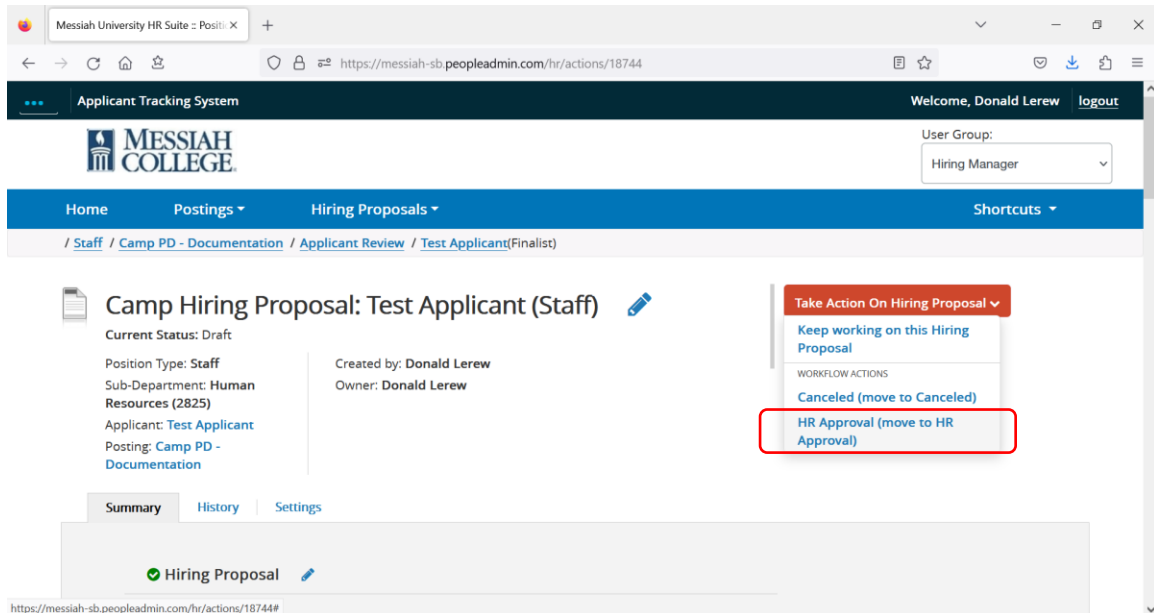 Messiah University HR Suite :: Positi
https://messiah-sb.peopleadmin.com/hr/actions/18744
Applicant Tracking System
Welcome, Donald Lerew
logout
MESSIAH
COLLEGE
User Group:
Hiring Manager
Home
Postings
Hiring Proposals
Shortcuts
/ Staff / Camp PD - Documentation / Applicant Review / Test Applicant(Finalist)
Camp Hiring Proposal: Test Applicant (Staff)
Current Status: Draft
Position Type: Staff
Sub-Department: Human
Resources (2825)
Applicant: Test Applicant
Posting: Camp PD -
Documentation
Created by: Donald Lerew
Owner: Donald Lerew
Take Action On Hiring Proposal
Keep working on this Hiring
Proposal
WORKFLOW ACTIONS
Canceled (move to Canceled)
HR Approval (move to HR
Approval)
Summary
History
Settings
Hiring Proposal
https://messiah-sb.peopleadmin.com/hr/actions/18744#